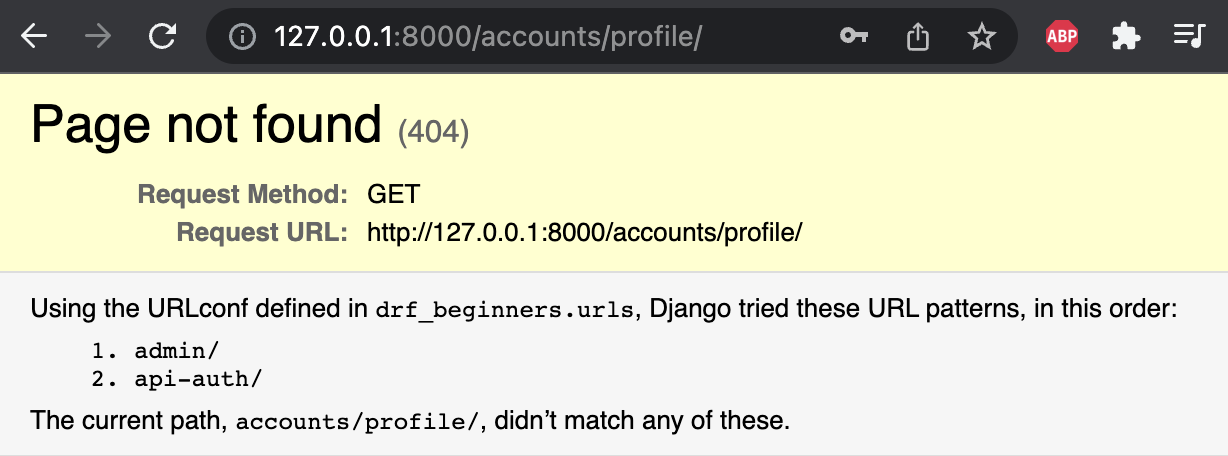 127.0.0.1:8000/accounts/profile/
ABP
Page not found (404)
Request Method: GET
Request URL: http://127.0.0.1:8000/accounts/profile/
Using the URLconf defined in drf_beginners.urls, Django tried these URL patterns, in this order:
1. admin/
2. api-auth/
The current path, accounts/profile/, didn’t match any of these.